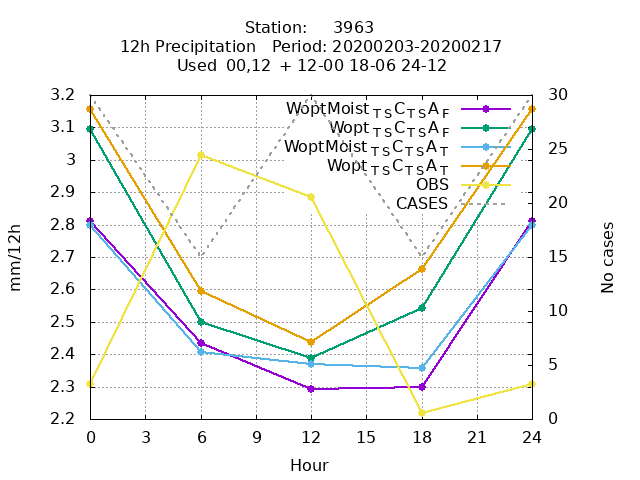 Station: 3963
12h Precipitation Period: 20200203-20200217
Used 00,12 + 12-00 18-06 24-12
WoptMoist TS C TS A F
Wopt TS C TS A F
WoptMoist TS C TS A T
Wopt TS C TS A T
OBS
CASES
3.2
3.1
3
2.9
2.8
2.7
2.6
2.5
2.4
2.3
2.2
mm/12h
30
25
20
15
10
5
0
No cases
0 3 6 9 12 15 18 21 24
Hour